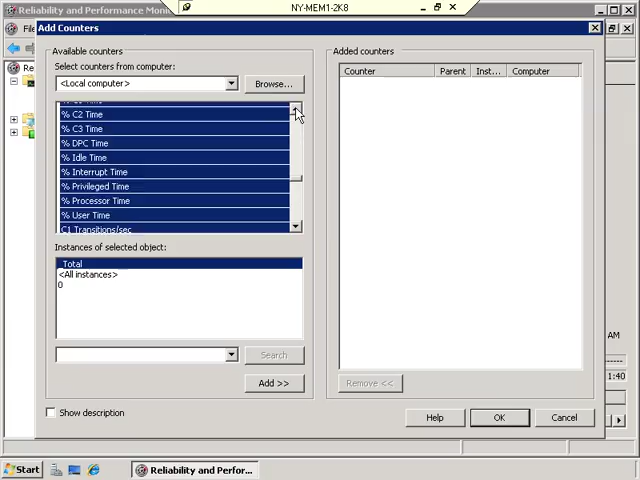 Reliability and Performance Moni
NY-MEM1-2K8
Add Counters
Available counters
Select counters from computer:
<Local computer>
Browse...
% C2 Time
% C3 Time
% DPC Time
% Idle Time
% Interrupt Time
% Privileged Time
% Processor Time
% User Time
C1 Transitions/sec
Instances of selected object:
_Total
<All instances>
0
Search
Add >>
Show description
Added counters
Counter Parent Inst... Computer
Remove <<
Help OK Cancel
AM
1:40
Start
Reliability and Perfor...